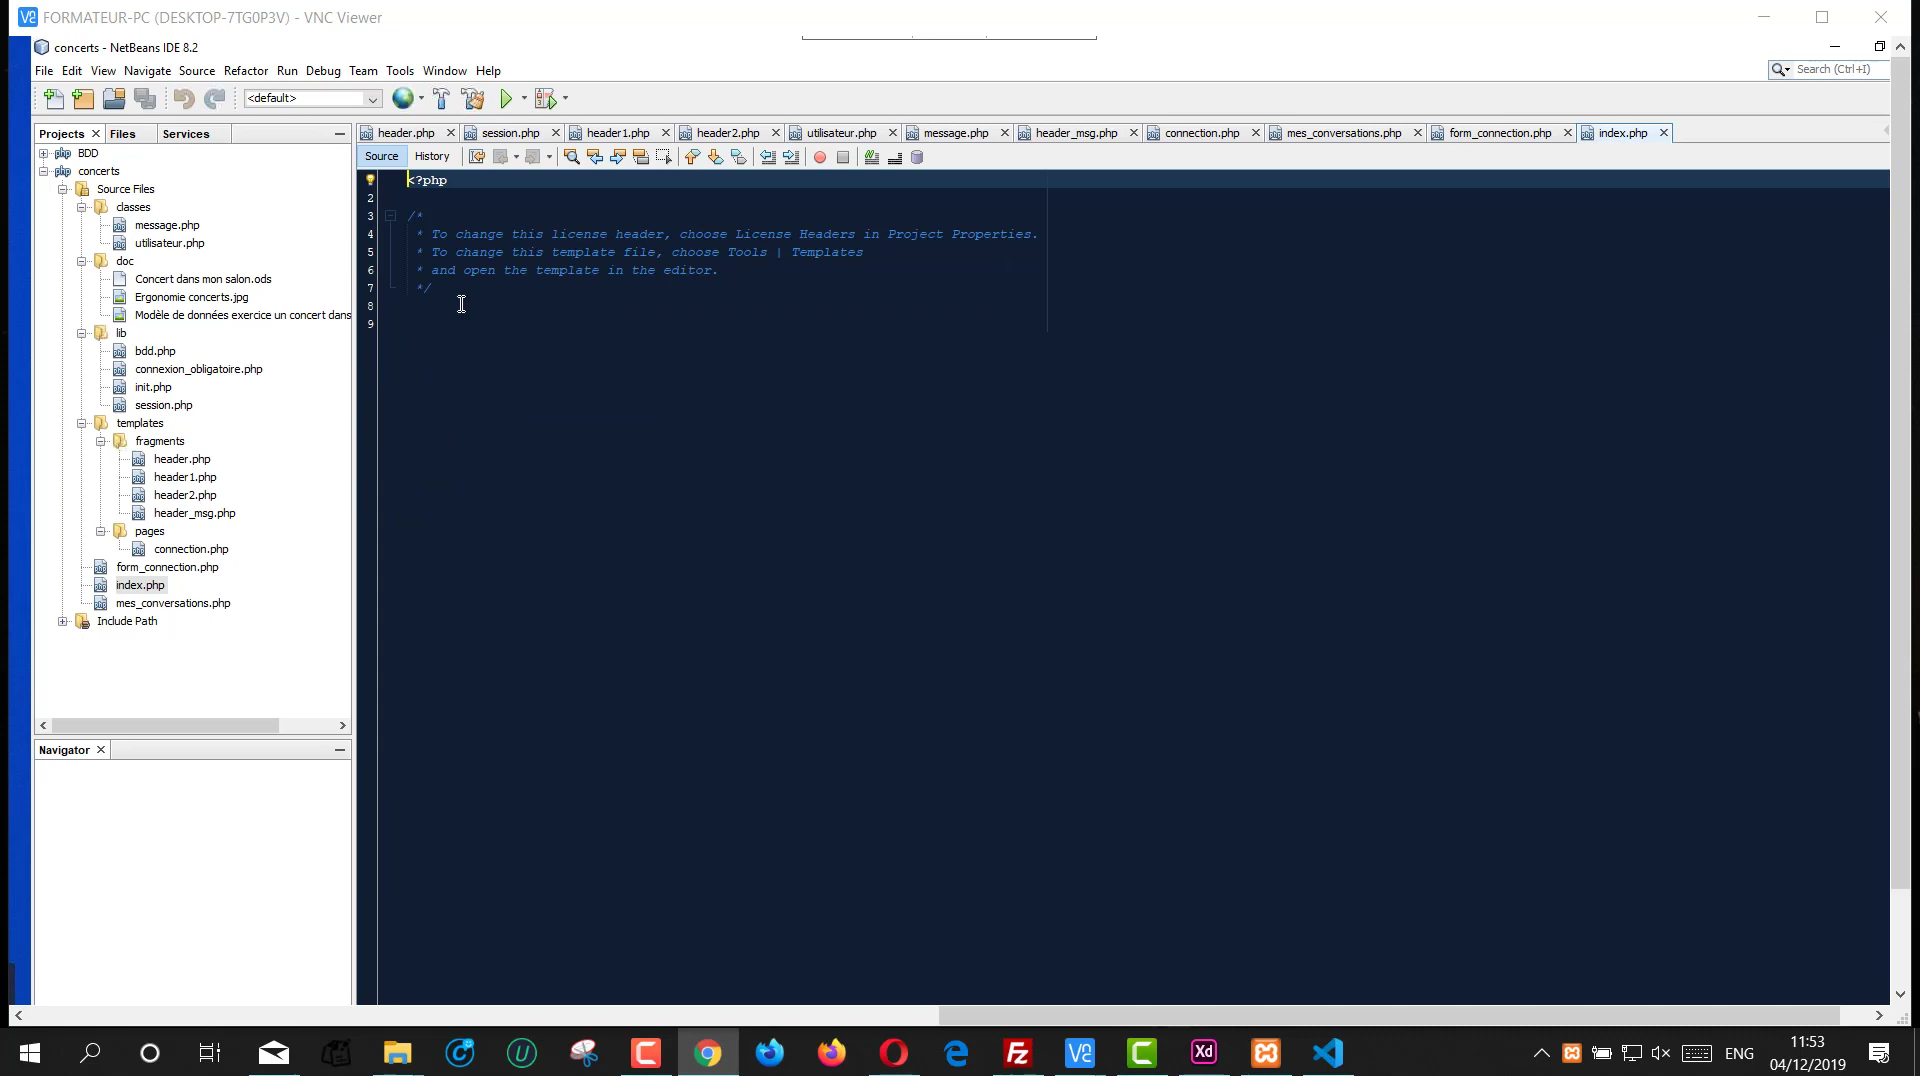 FORMATEUR-PC (DESKTOP-7TG0P3V) - VNC Viewer
concerts - NetBeans IDE 8.2
File Edit View Navigate Source Refactor Run Debug Team Tools Window Help
Search (Ctrl+I)
<default>
Projects Files Services
header.php session.php header1.php header2.php utilisateur.php message.php header_msg.php connection.php mes_conversations.php form_connection.php index.php
Source History
BDD
concerts
Source Files
classes
message.php
utilisateur.php
doc
Concert dans mon salon.ods
Ergonomie concerts.jpg
Modèle de données exercice un concert dans
lib
bdd.php
connexion_obligatoire.php
init.php
session.php
templates
fragments
header.php
header1.php
header2.php
header_msg.php
pages
connection.php
form_connection.php
index.php
mes_conversations.php
Include Path
Navigator
<?php
2
3 /*
4 * To change this license header, choose License Headers in Project Properties.
5 * To change this template file, choose Tools | Templates
6 * and open the template in the editor.
7 */
8
9
ENG
11:53
04/12/2019